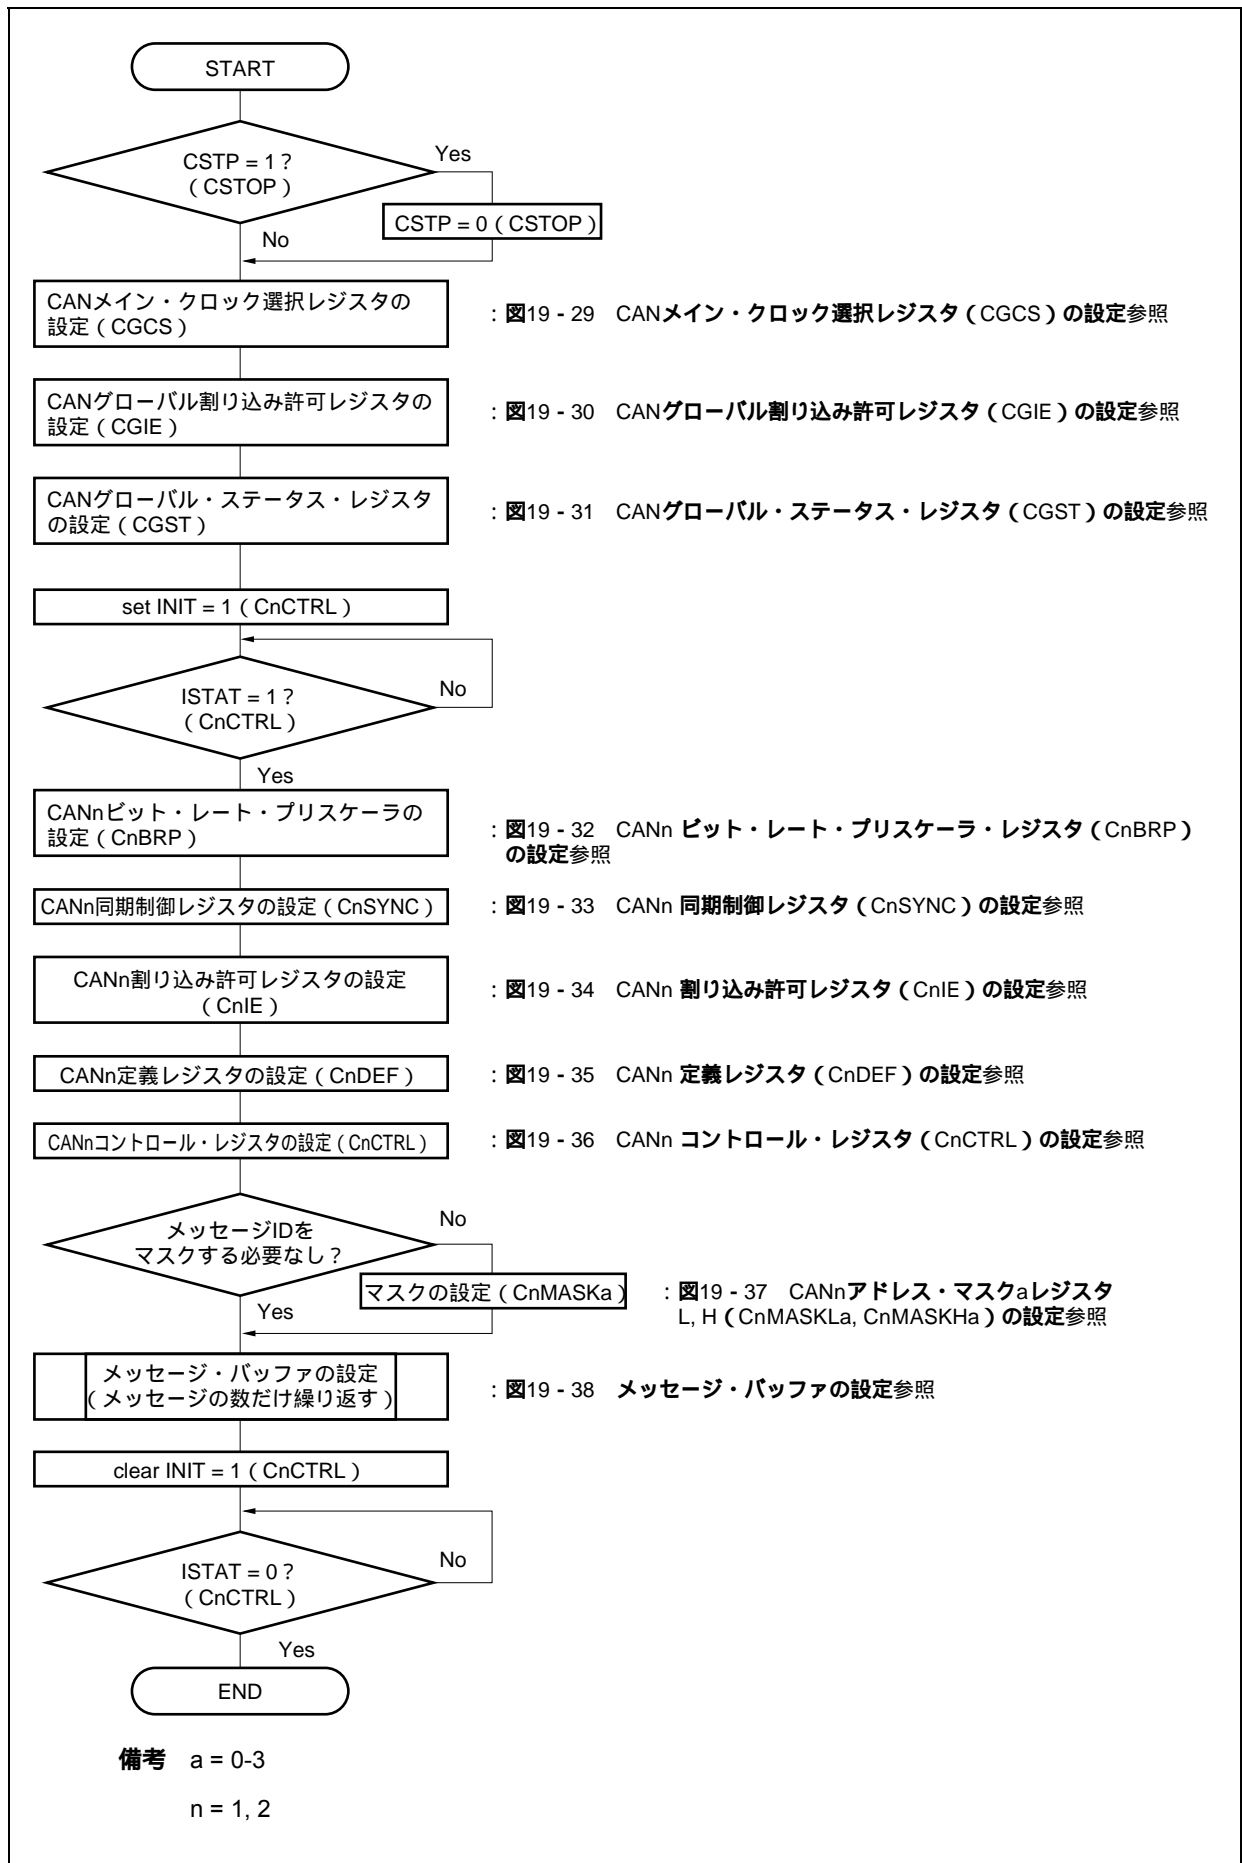 START
CSTP = 1？
（CSTOP）
Yes
CSTP = 0（CSTOP）
No
CANメイン・クロック選択レジスタの
設定（CGCS）
：図19 - 29　CANメイン・クロック選択レジスタ（CGCS）の設定参照
CANグローバル割り込み許可レジスタの
設定（CGIE）
：図19 - 30　CANグローバル割り込み許可レジスタ（CGIE）の設定参照
CANグローバル・ステータス・レジスタ
の設定（CGST）
：図19 - 31　CANグローバル・ステータス・レジスタ（CGST）の設定参照
set INIT = 1（CnCTRL）
ISTAT = 1？
（CnCTRL）
No
Yes
CANnビット・レート・プリスケーラの
設定（CnBRP）
：図19 - 32　CANn ビット・レート・プリスケーラ・レジスタ（CnBRP）
の設定参照
CANn同期制御レジスタの設定（CnSYNC）
：図19 - 33　CANn 同期制御レジスタ（CnSYNC）の設定参照
CANn割り込み許可レジスタの設定
（CnIE）
：図19 - 34　CANn 割り込み許可レジスタ（CnIE）の設定参照
CANn定義レジスタの設定（CnDEF）
：図19 - 35　CANn 定義レジスタ（CnDEF）の設定参照
CANnコントロール・レジスタの設定（CnCTRL）
：図19 - 36　CANn コントロール・レジスタ（CnCTRL）の設定参照
メッセージIDを
マスクする必要なし？
No
マスクの設定（CnMASKa）
：図19 - 37　CANnアドレス・マスクaレジスタ
L, H（CnMASKLa, CnMASKHa）の設定参照
Yes
メッセージ・バッファの設定
（メッセージの数だけ繰り返す）
：図19 - 38　メッセージ・バッファの設定参照
clear INIT = 1（CnCTRL）
ISTAT = 0？
（CnCTRL）
No
Yes
END
備考　a = 0-3
n = 1, 2